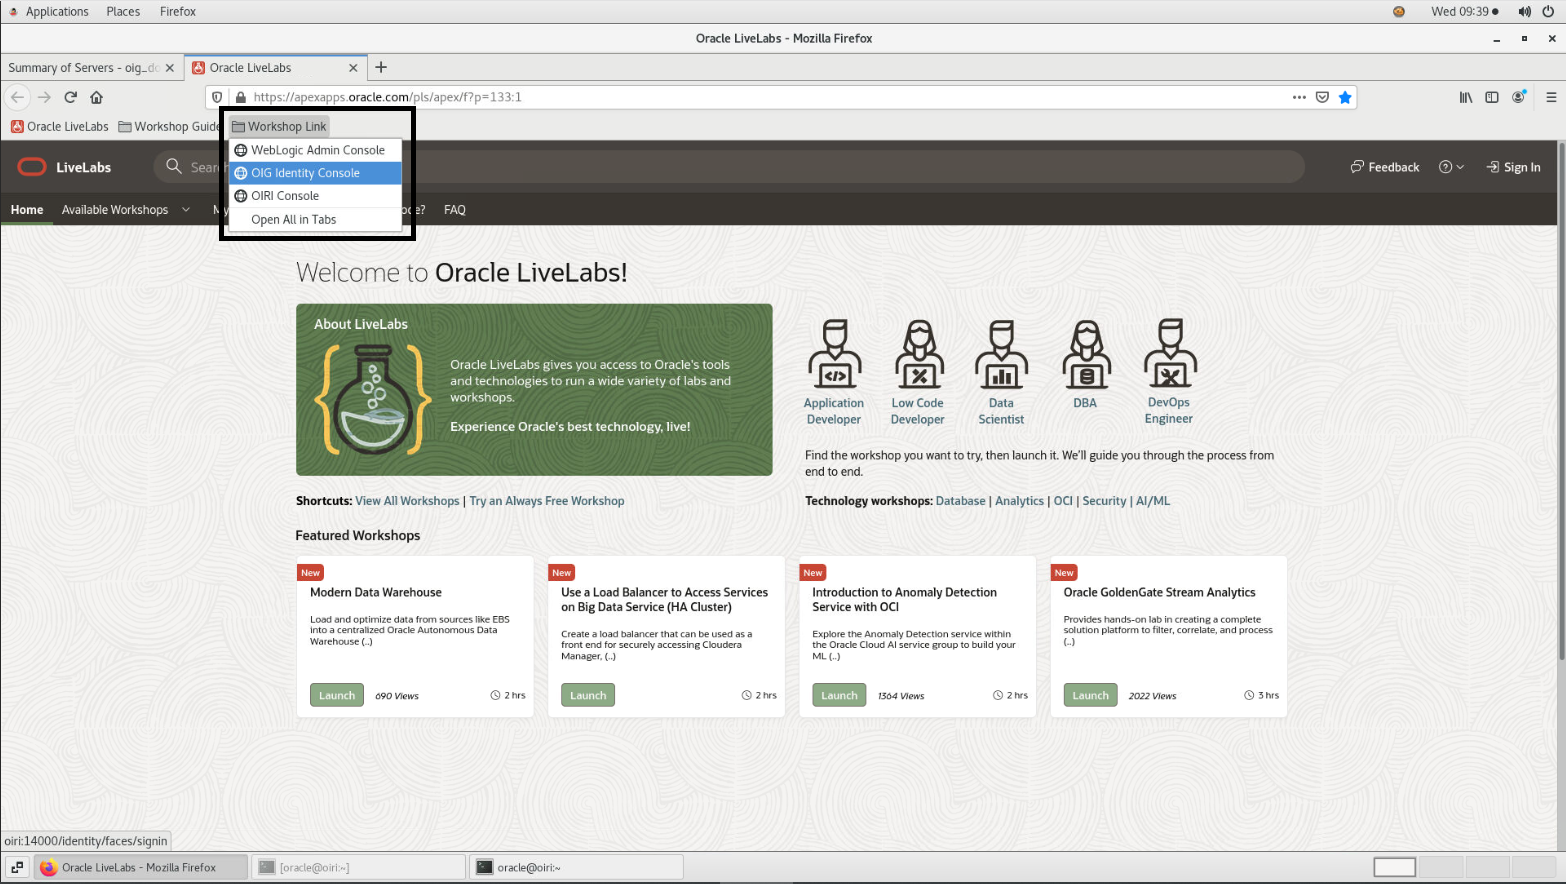 Applications Places Firefox Wed 09:39
Oracle LiveLabs - Mozilla Firefox
Summary of Servers - oig_do Oracle LiveLabs
https://apexapps.oracle.com/pls/apex/f?p=133:1
Oracle LiveLabs Workshop Guide Workshop Link
WebLogic Admin Console
OIG Identity Console
OIRI Console
Open All in Tabs
LiveLabs Search Feedback Sign In
Home Available Workshops My ode? FAQ
Welcome to Oracle LiveLabs!
About LiveLabs
Oracle LiveLabs gives you access to Oracle's tools
and technologies to run a wide variety of labs and
workshops.
Experience Oracle's best technology, live!
Application
Developer
Low Code
Developer
Data
Scientist
DBA
DevOps
Engineer
Find the workshop you want to try, then launch it. We'll guide you through the process from
end to end.
Shortcuts: View All Workshops | Try an Always Free Workshop
Technology workshops: Database | Analytics | OCI | Security | AI/ML
Featured Workshops
New
Modern Data Warehouse
Load and optimize data from sources like EBS
into a centralized Oracle Autonomous Data
Warehouse (..)
Launch 690 Views 2 hrs
New
Use a Load Balancer to Access Services
on Big Data Service (HA Cluster)
Create a load balancer that can be used as a
front end for securely accessing Cloudera
Manager, (..)
Launch 2 hrs
New
Introduction to Anomaly Detection
Service with OCI
Explore the Anomaly Detection service within
the Oracle Cloud AI service group to build your
ML (..)
Launch 1364 Views 2 hrs
New
Oracle GoldenGate Stream Analytics
Provides hands-on lab in creating a complete
solution platform to filter, correlate, and process
(..)
Launch 2022 Views 3 hrs
oiri:14000/identity/faces/signin
Oracle LiveLabs - Mozilla Firefox [oracle@oiri:~] oracle@oiri:~